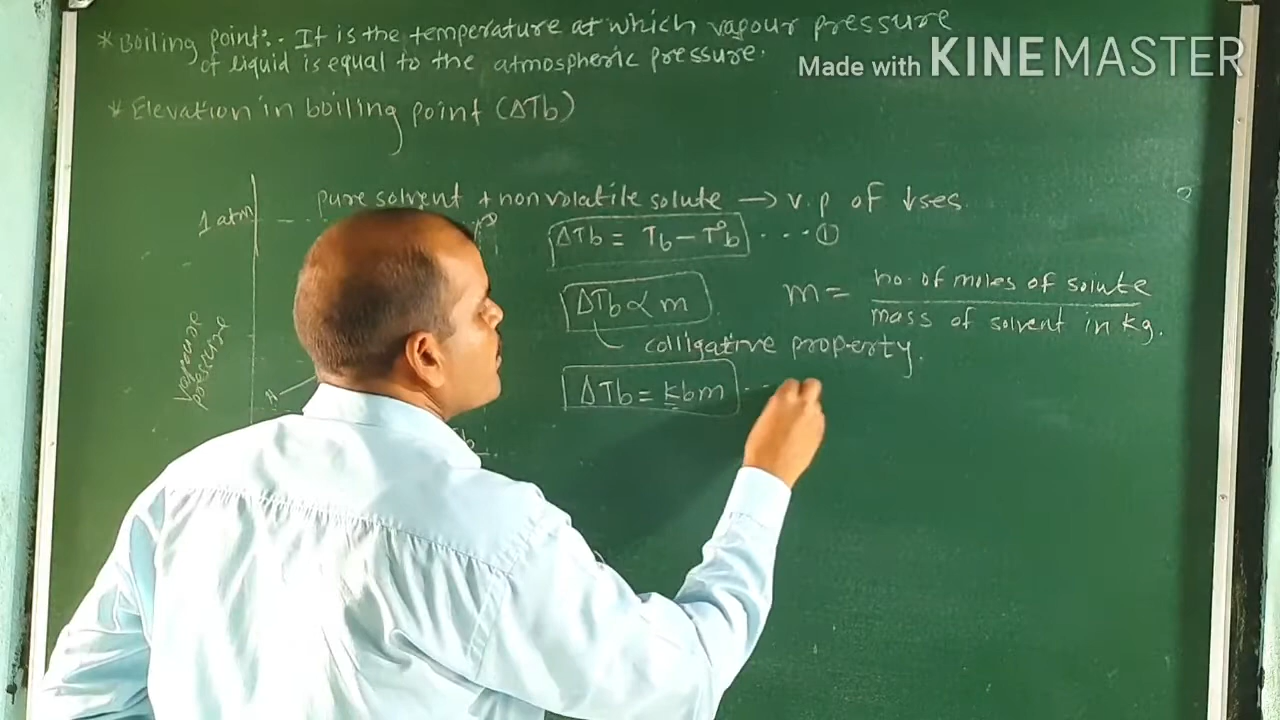 * Boiling point:- It is the temperature at which vapour pressure
of liquid is equal to the atmospheric pressure.
Made with KINEMASTER
* Elevation in boiling point (ΔTb)
pure solvent + nonvolatile solute → v.p of ↓ses.
1 atm
ΔTb = Tb - T°b ...①
ΔTb ∝ m
m = no. of moles of solute
mass of solvent in kg.
colligative property.
vapour pressure
A
ΔTb = kbm